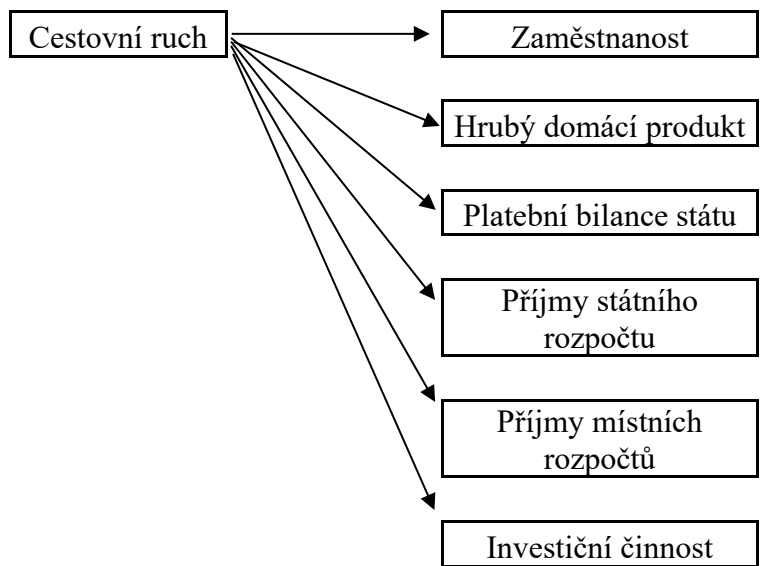 Cestovní ruch
Zaměstnanost
Hrubý domácí produkt
Platební bilance státu
Příjmy státního
rozpočtu
Příjmy místních
rozpočtů
Investiční činnost